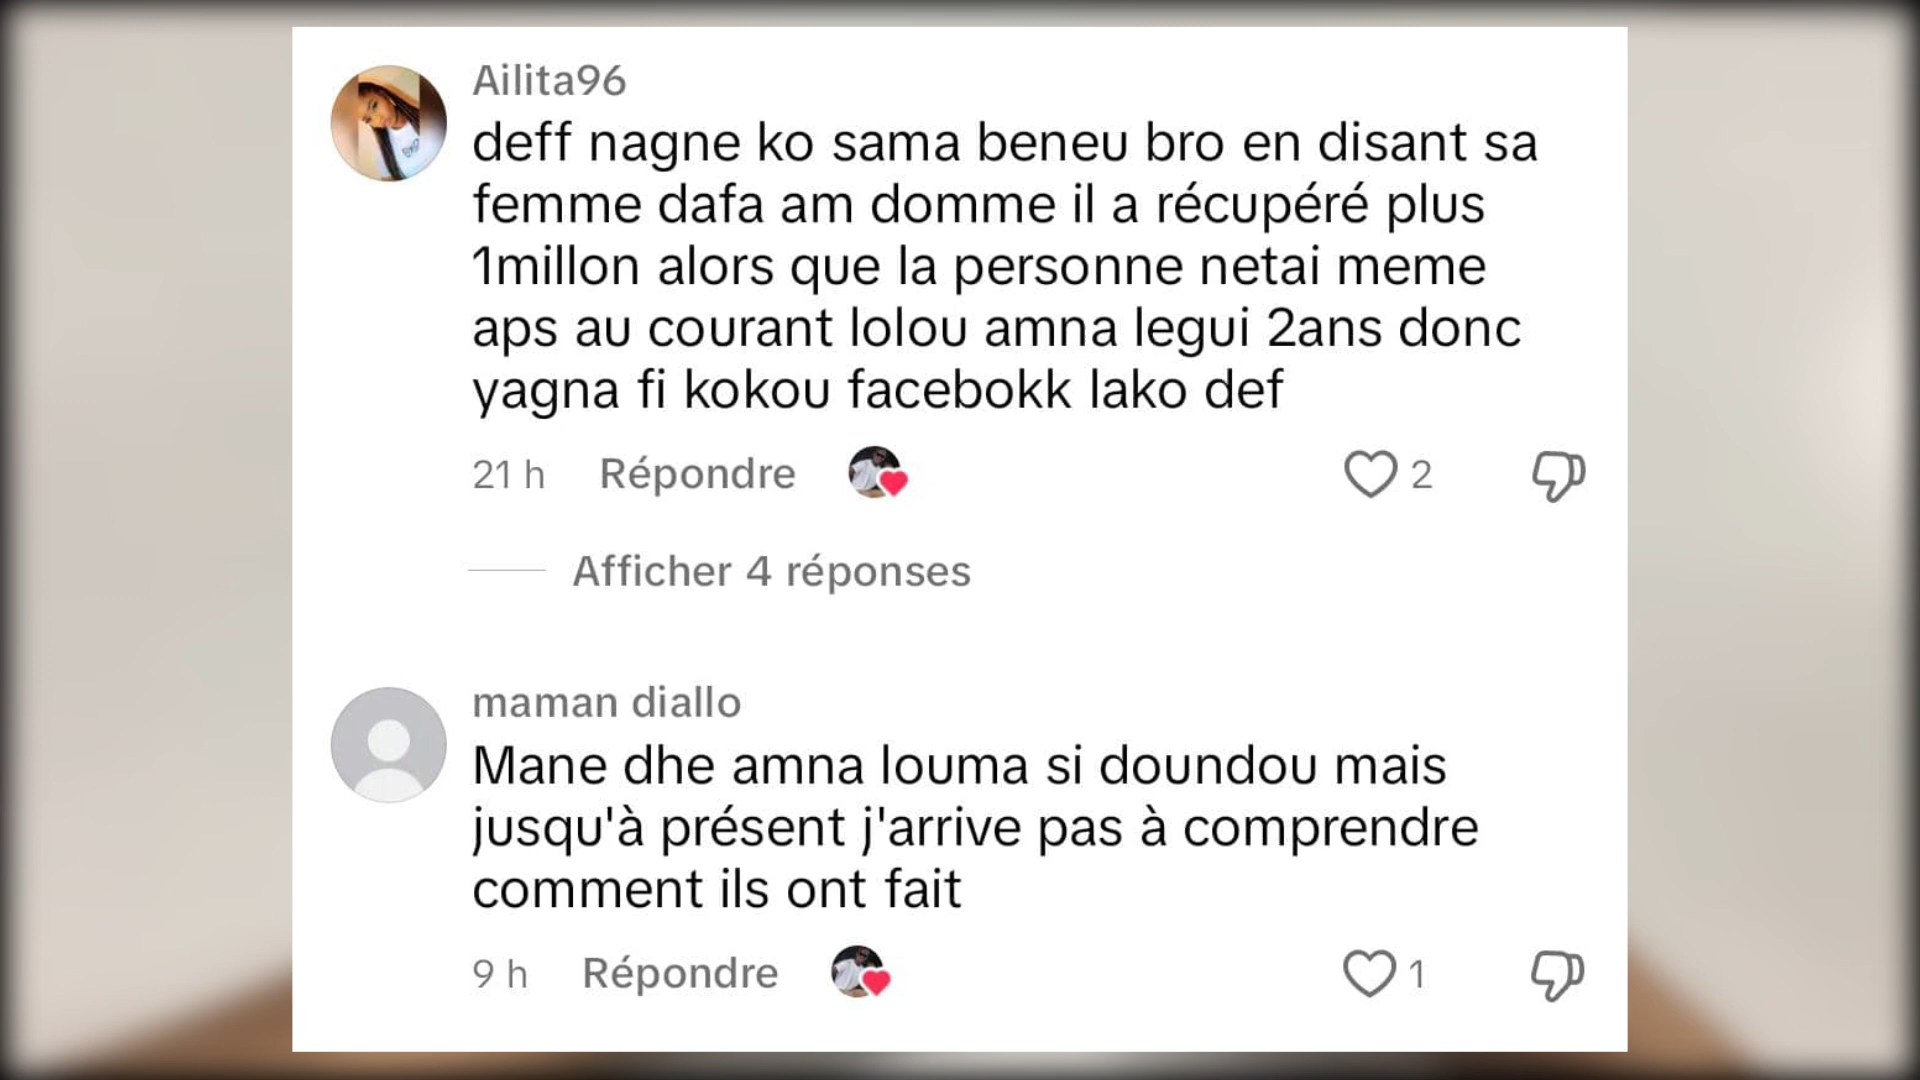 Ailita96
deff nagne ko sama beneu bro en disant sa
femme dafa am domme il a récupéré plus
1millon alors que la personne netai meme
aps au courant lolou amna legui 2ans donc
yagna fi kokou facebokk lako def
21 h Répondre 2
Afficher 4 réponses
maman diallo
Mane dhe amna louma si doundou mais
jusqu'à présent j'arrive pas à comprendre
comment ils ont fait
9 h Répondre 1